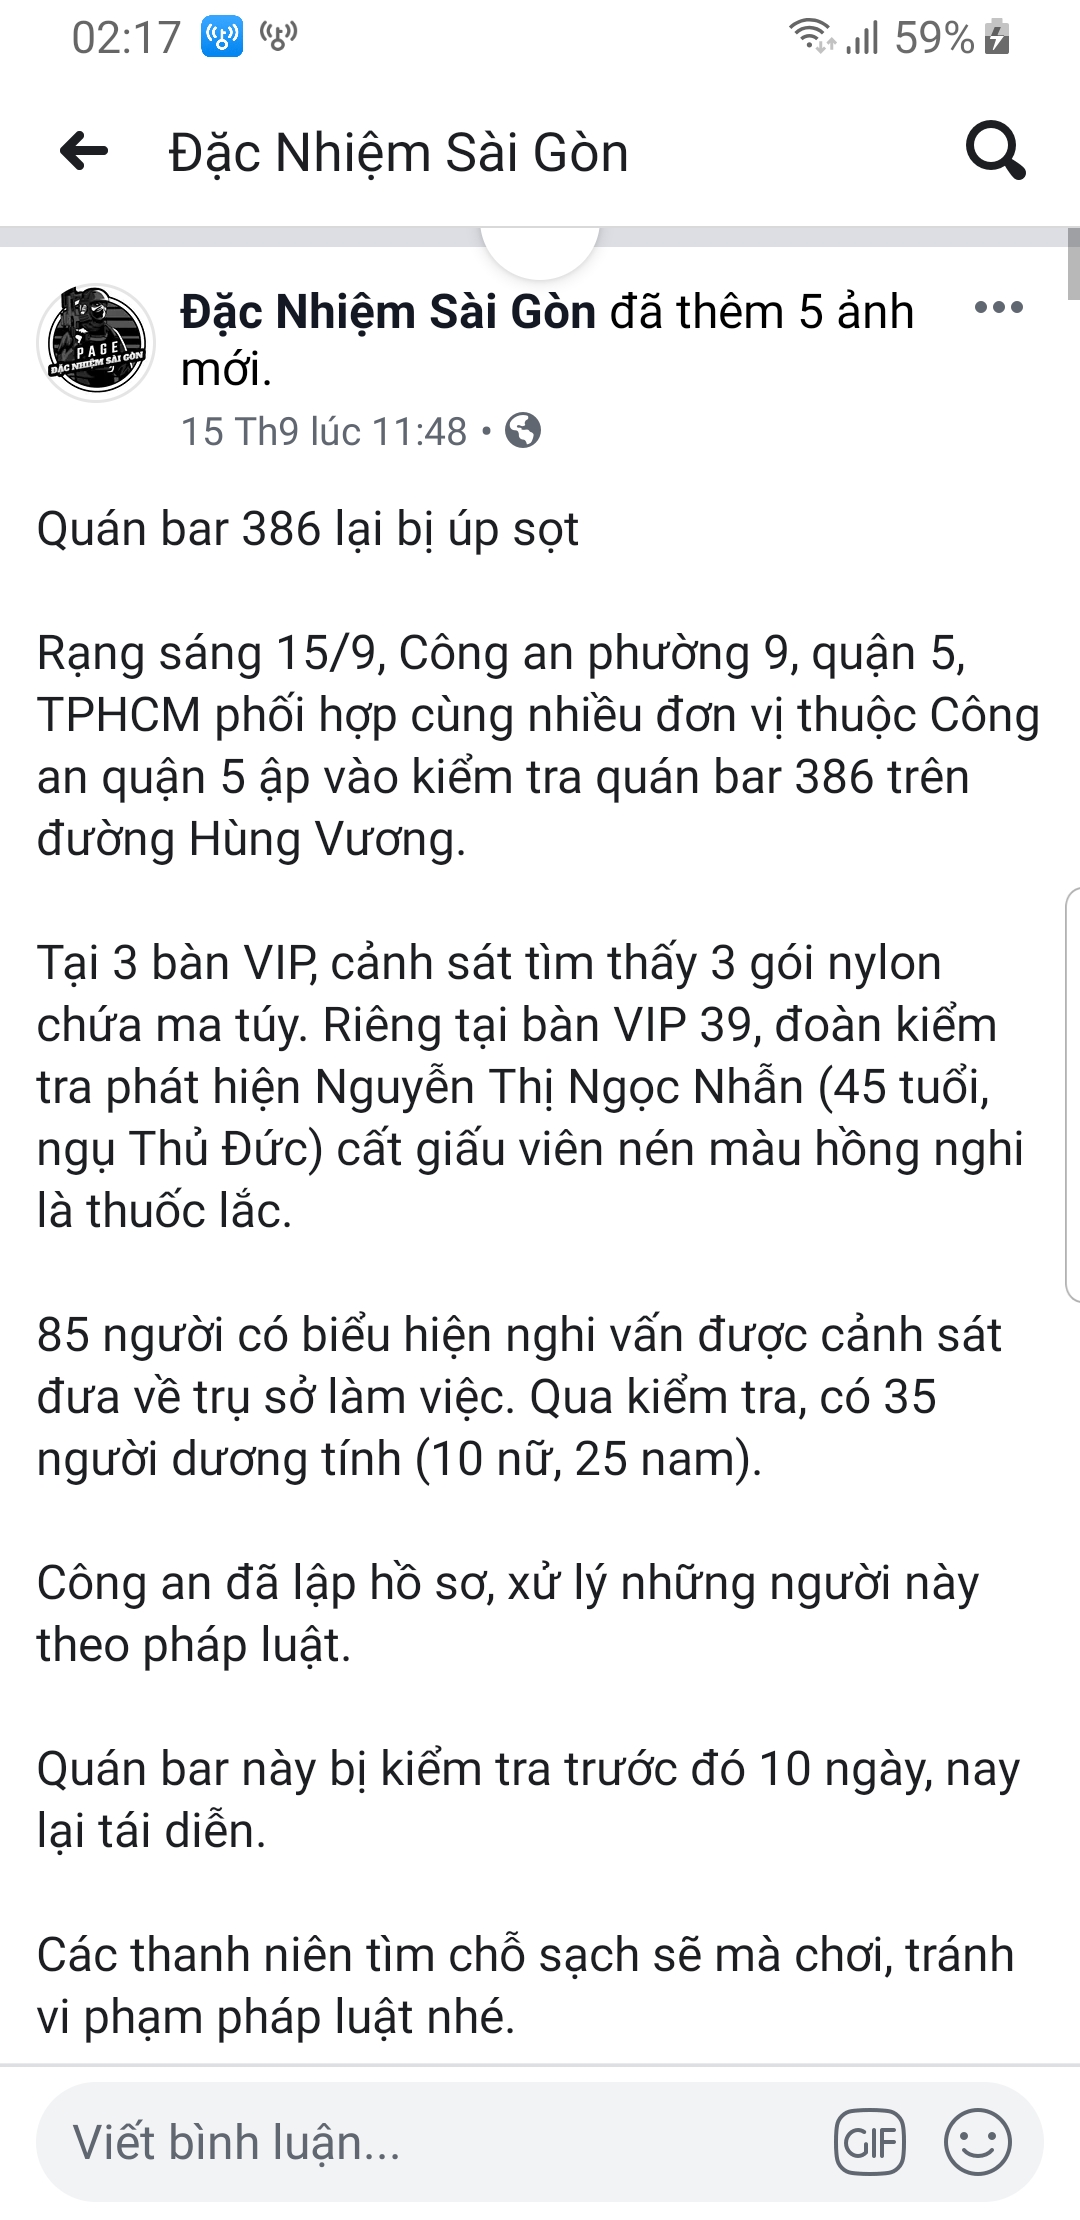 02:17 59%
Đặc Nhiệm Sài Gòn
PAGE
ĐẶC NHIỆM SÀI GÒN
Đặc Nhiệm Sài Gòn đã thêm 5 ảnh
mới.
15 Th9 lúc 11:48 •
Quán bar 386 lại bị úp sọt
Rạng sáng 15/9, Công an phường 9, quận 5,
TPHCM phối hợp cùng nhiều đơn vị thuộc Công
an quận 5 ập vào kiểm tra quán bar 386 trên
đường Hùng Vương.
Tại 3 bàn VIP, cảnh sát tìm thấy 3 gói nylon
chứa ma túy. Riêng tại bàn VIP 39, đoàn kiểm
tra phát hiện Nguyễn Thị Ngọc Nhẫn (45 tuổi,
ngụ Thủ Đức) cất giấu viên nén màu hồng nghi
là thuốc lắc.
85 người có biểu hiện nghi vấn được cảnh sát
đưa về trụ sở làm việc. Qua kiểm tra, có 35
người dương tính (10 nữ, 25 nam).
Công an đã lập hồ sơ, xử lý những người này
theo pháp luật.
Quán bar này bị kiểm tra trước đó 10 ngày, nay
lại tái diễn.
Các thanh niên tìm chỗ sạch sẽ mà chơi, tránh
vi phạm pháp luật nhé.
Viết bình luận... GIF